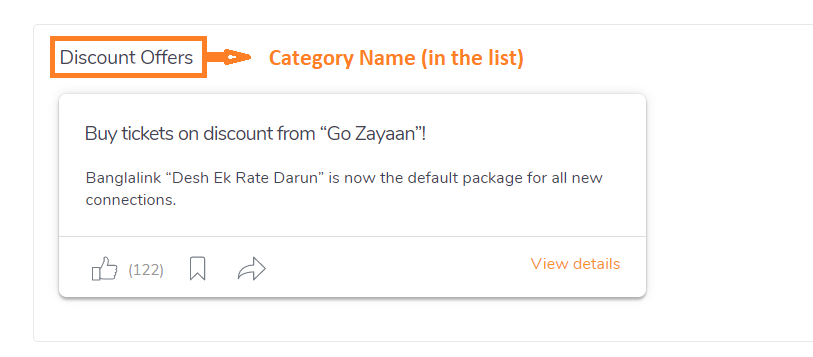 Discount Offers
Category Name (in the list)
Buy tickets on discount from “Go Zayaan”!
Banglalink “Desh Ek Rate Darun” is now the default package for all new
connections.
(122)
View details